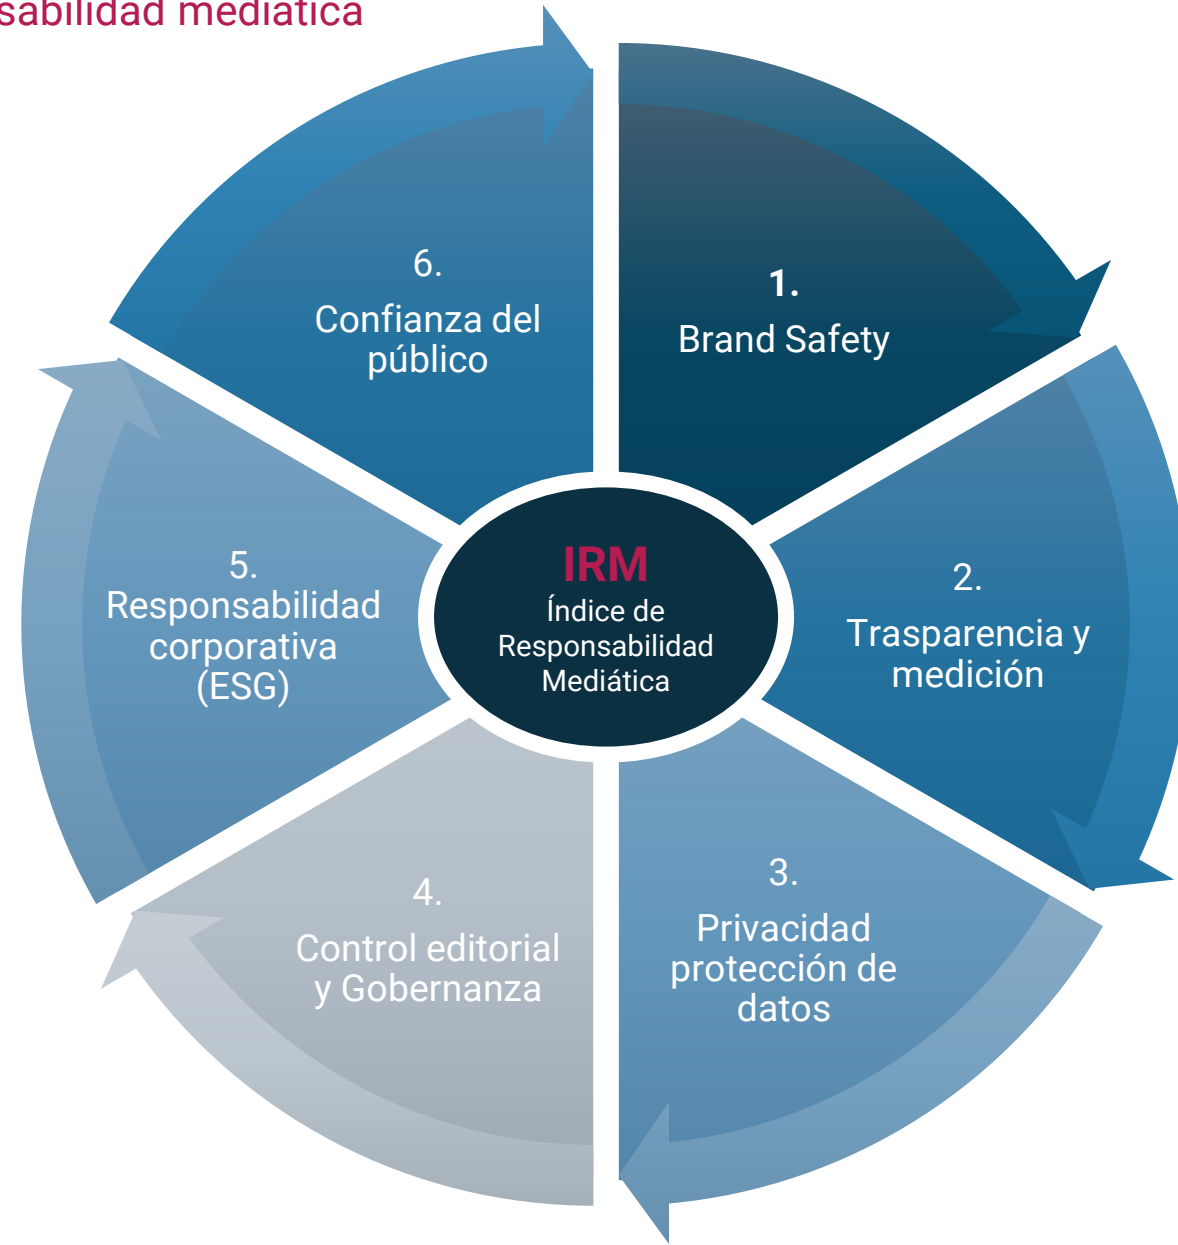 sabilidad mediática
6.
Confianza del
público
1.
Brand Safety
5.
Responsabilidad
corporativa
(ESG)
IRM
Índice de
Responsabilidad
Mediática
2.
Trasparencia y
medición
4.
Control editorial
y Gobernanza
3.
Privacidad
protección de
datos